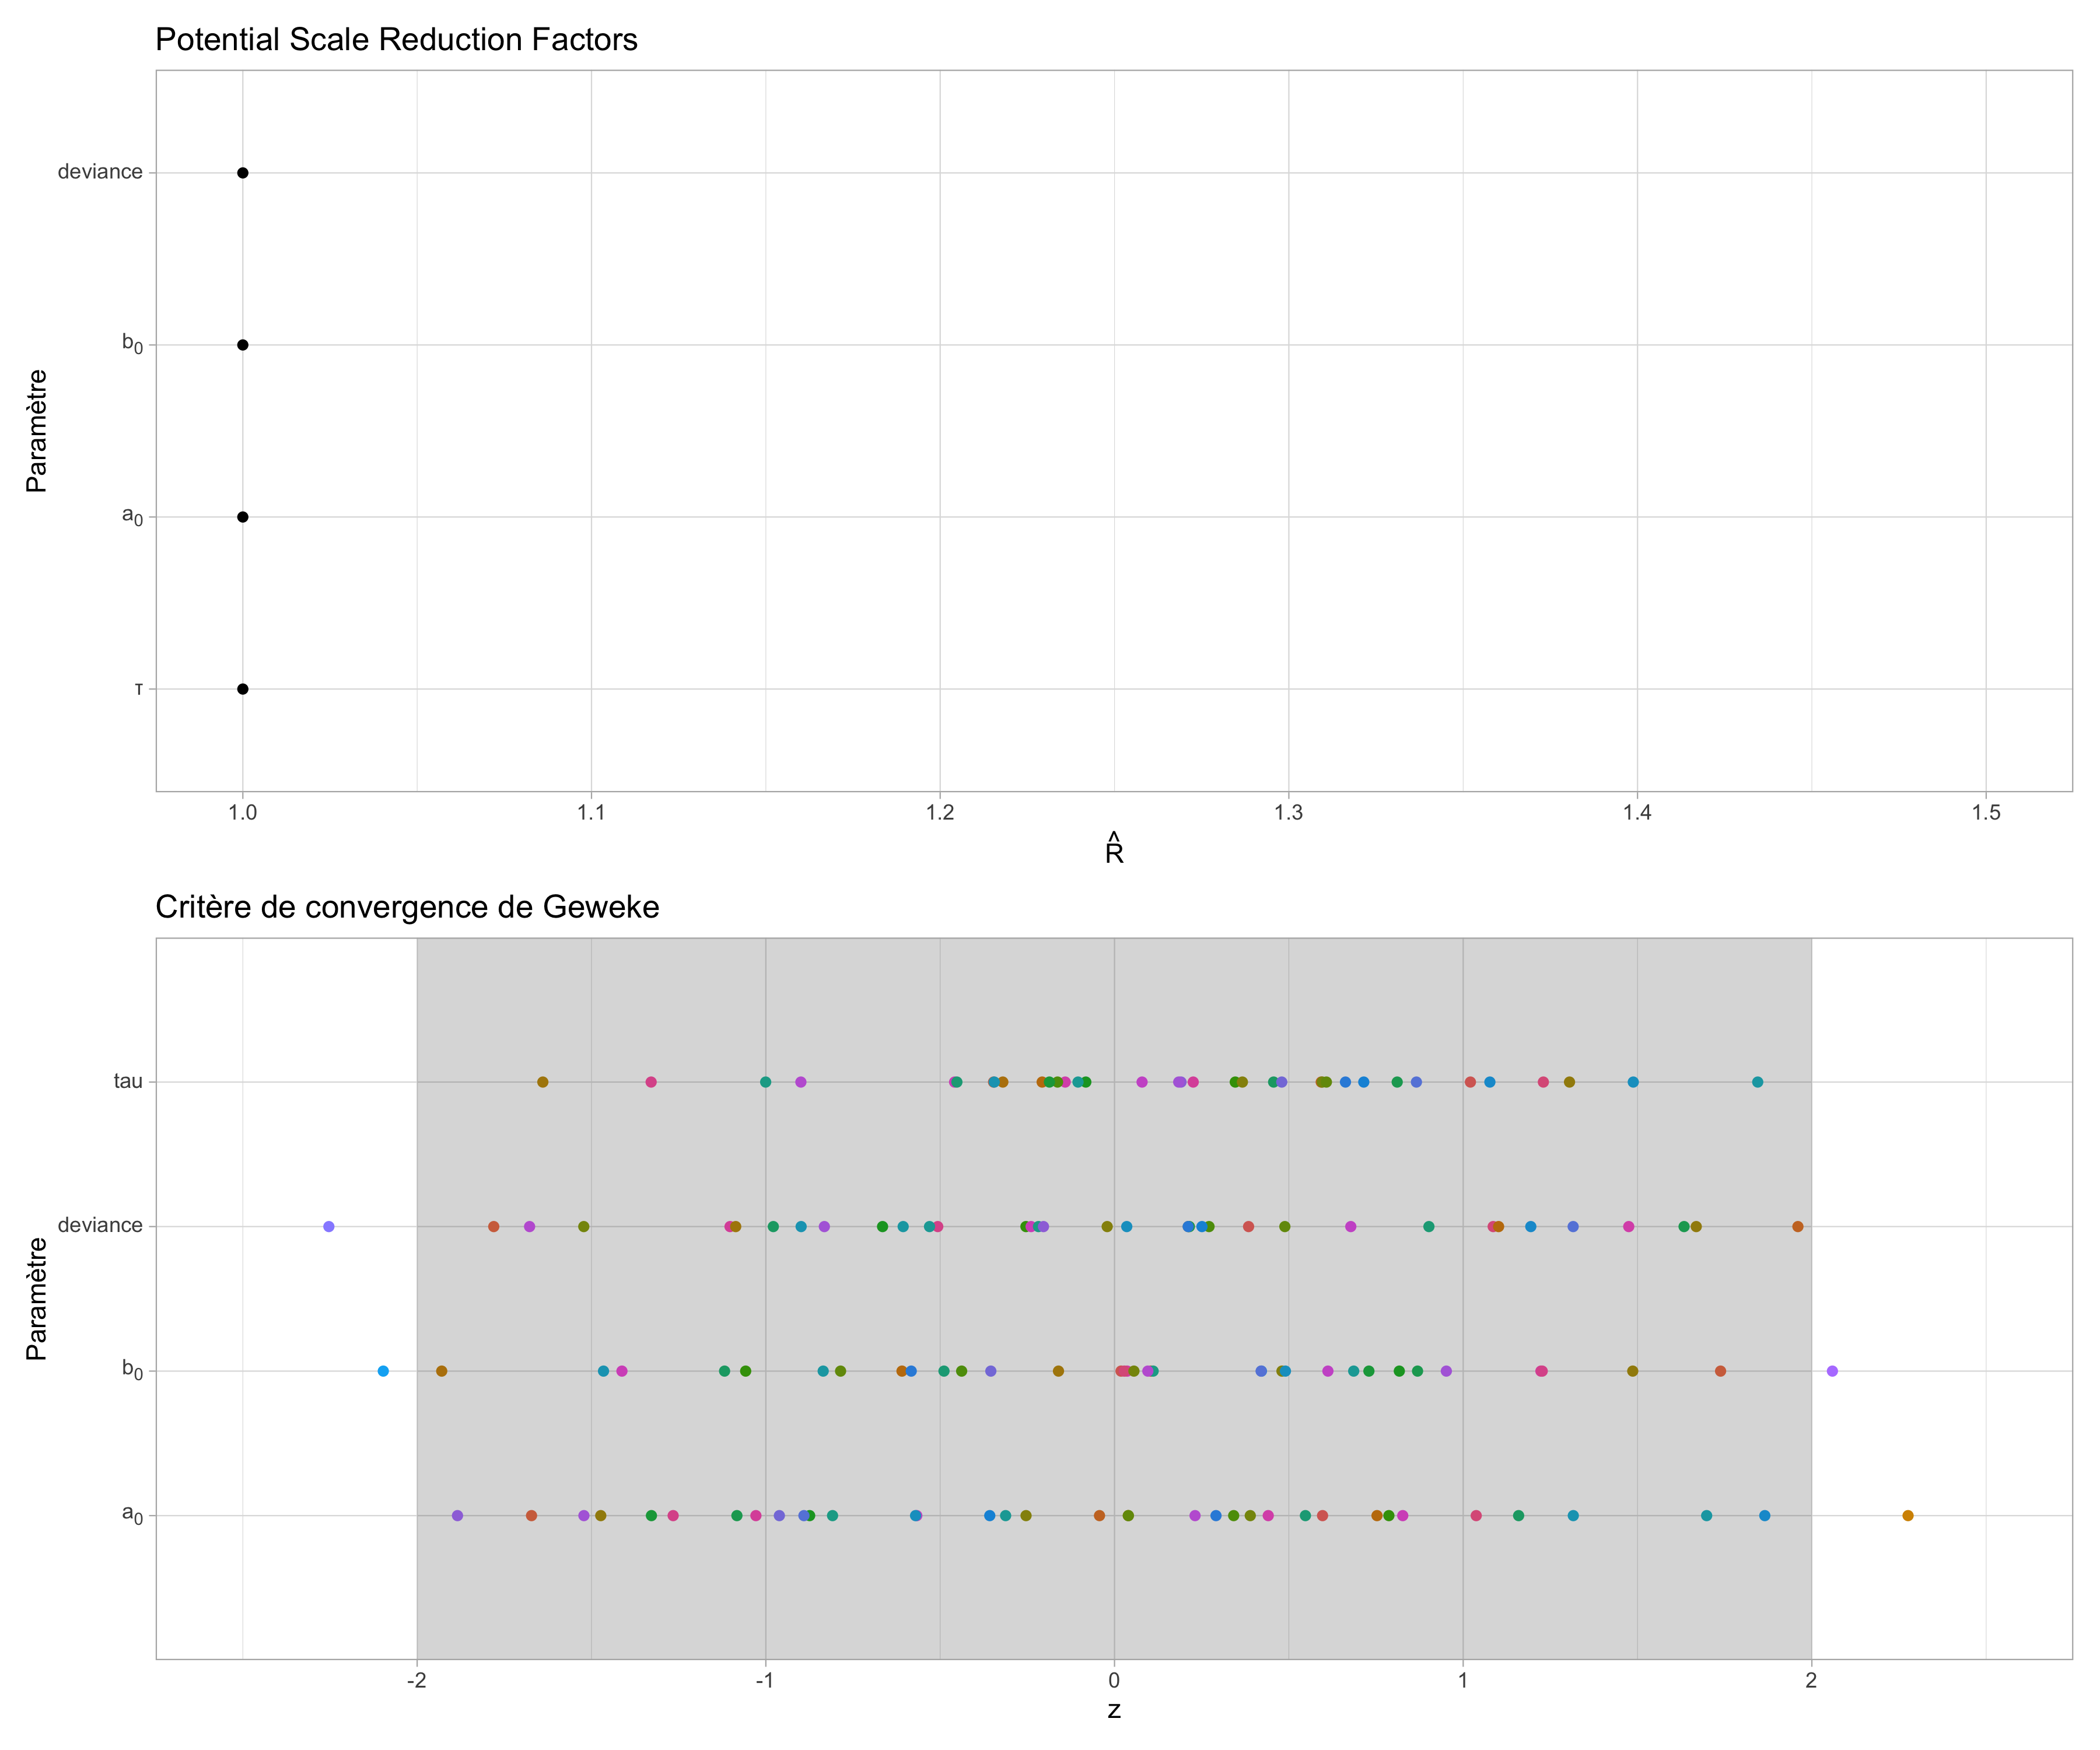 Potential Scale Reduction Factors
Paramètre
deviance
b₀
a₀
τ
1.0 1.1 1.2 1.3 1.4 1.5
R̂
Critère de convergence de Geweke
Paramètre
tau
deviance
b₀
a₀
-2 -1 0 1 2
z